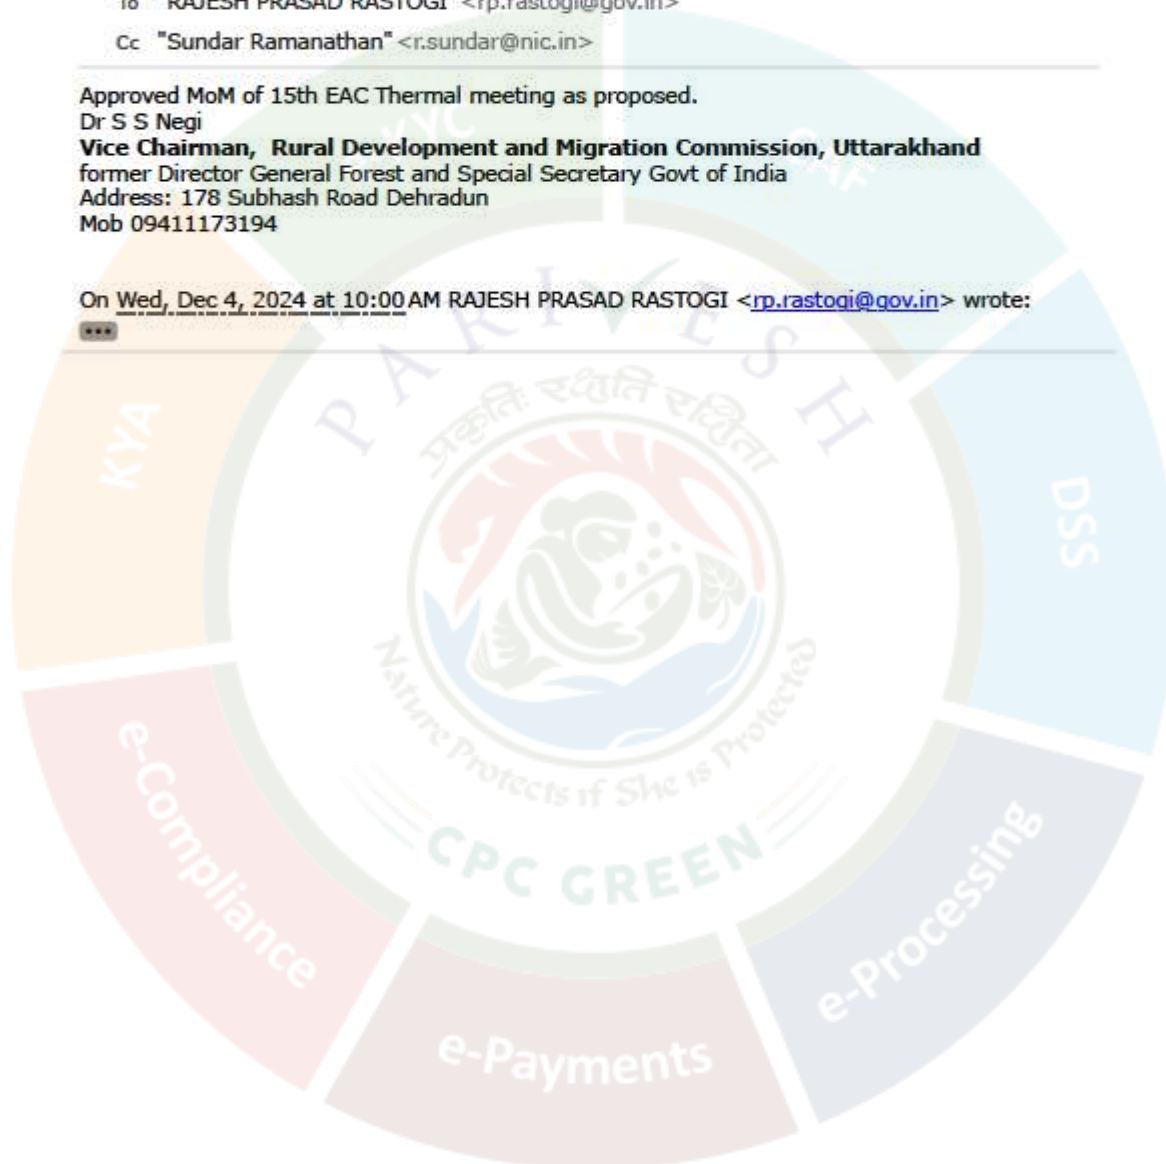 To "RAJESH PRASAD RASTOGI" <rp.rastogi@gov.in>
Cc "Sundar Ramanathan" <r.sundar@nic.in>
Approved MoM of 15th EAC Thermal meeting as proposed.
Dr S S Negi
Vice Chairman, Rural Development and Migration Commission, Uttarakhand
former Director General Forest and Special Secretary Govt of India
Address: 178 Subhash Road Dehradun
Mob 09411173194
On Wed, Dec 4, 2024 at 10:00 AM RAJESH PRASAD RASTOGI <rp.rastogi@gov.in> wrote:
KYC
CAF
PARIVESH
KYA
प्रकृतिः रक्षति रक्षिता
DSS
Nature Protects if She is Protected
CPC GREEN
e-Compliance
e-Processing
e-Payments